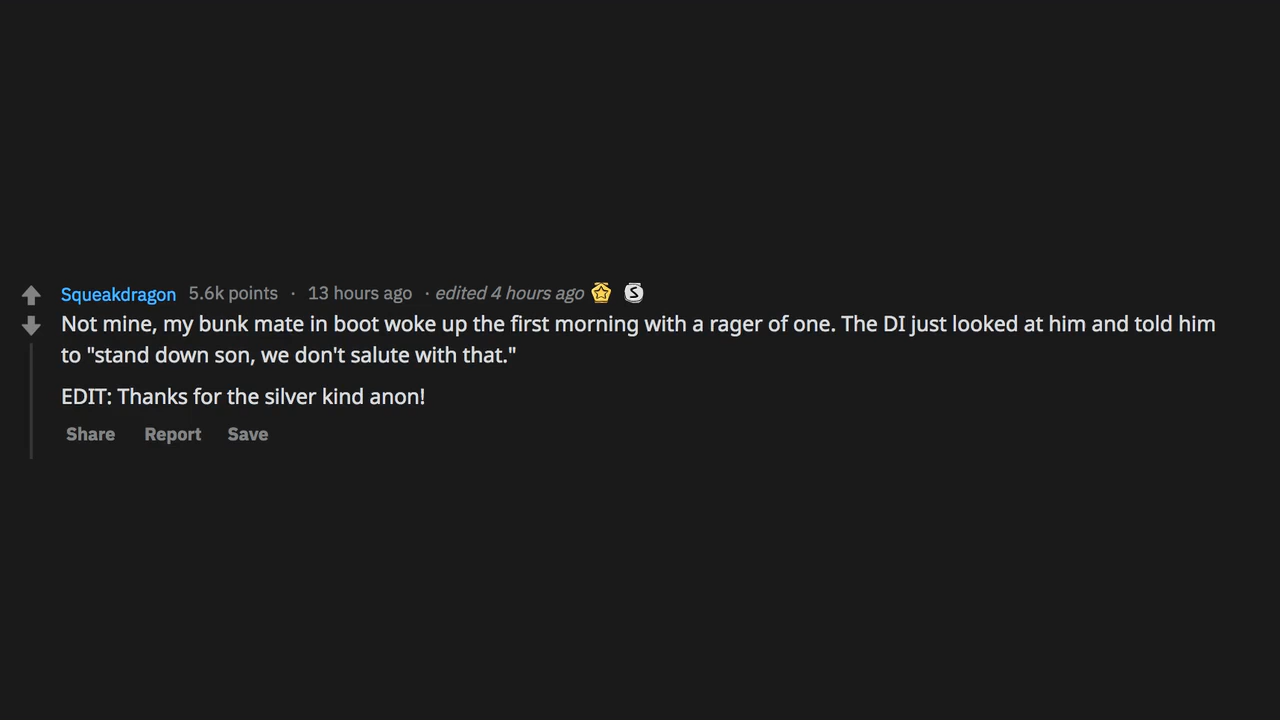 Squeakdragon 5.6k points · 13 hours ago · edited 4 hours ago
Not mine, my bunk mate in boot woke up the first morning with a rager of one. The DI just looked at him and told him
to "stand down son, we don't salute with that."
EDIT: Thanks for the silver kind anon!
Share Report Save